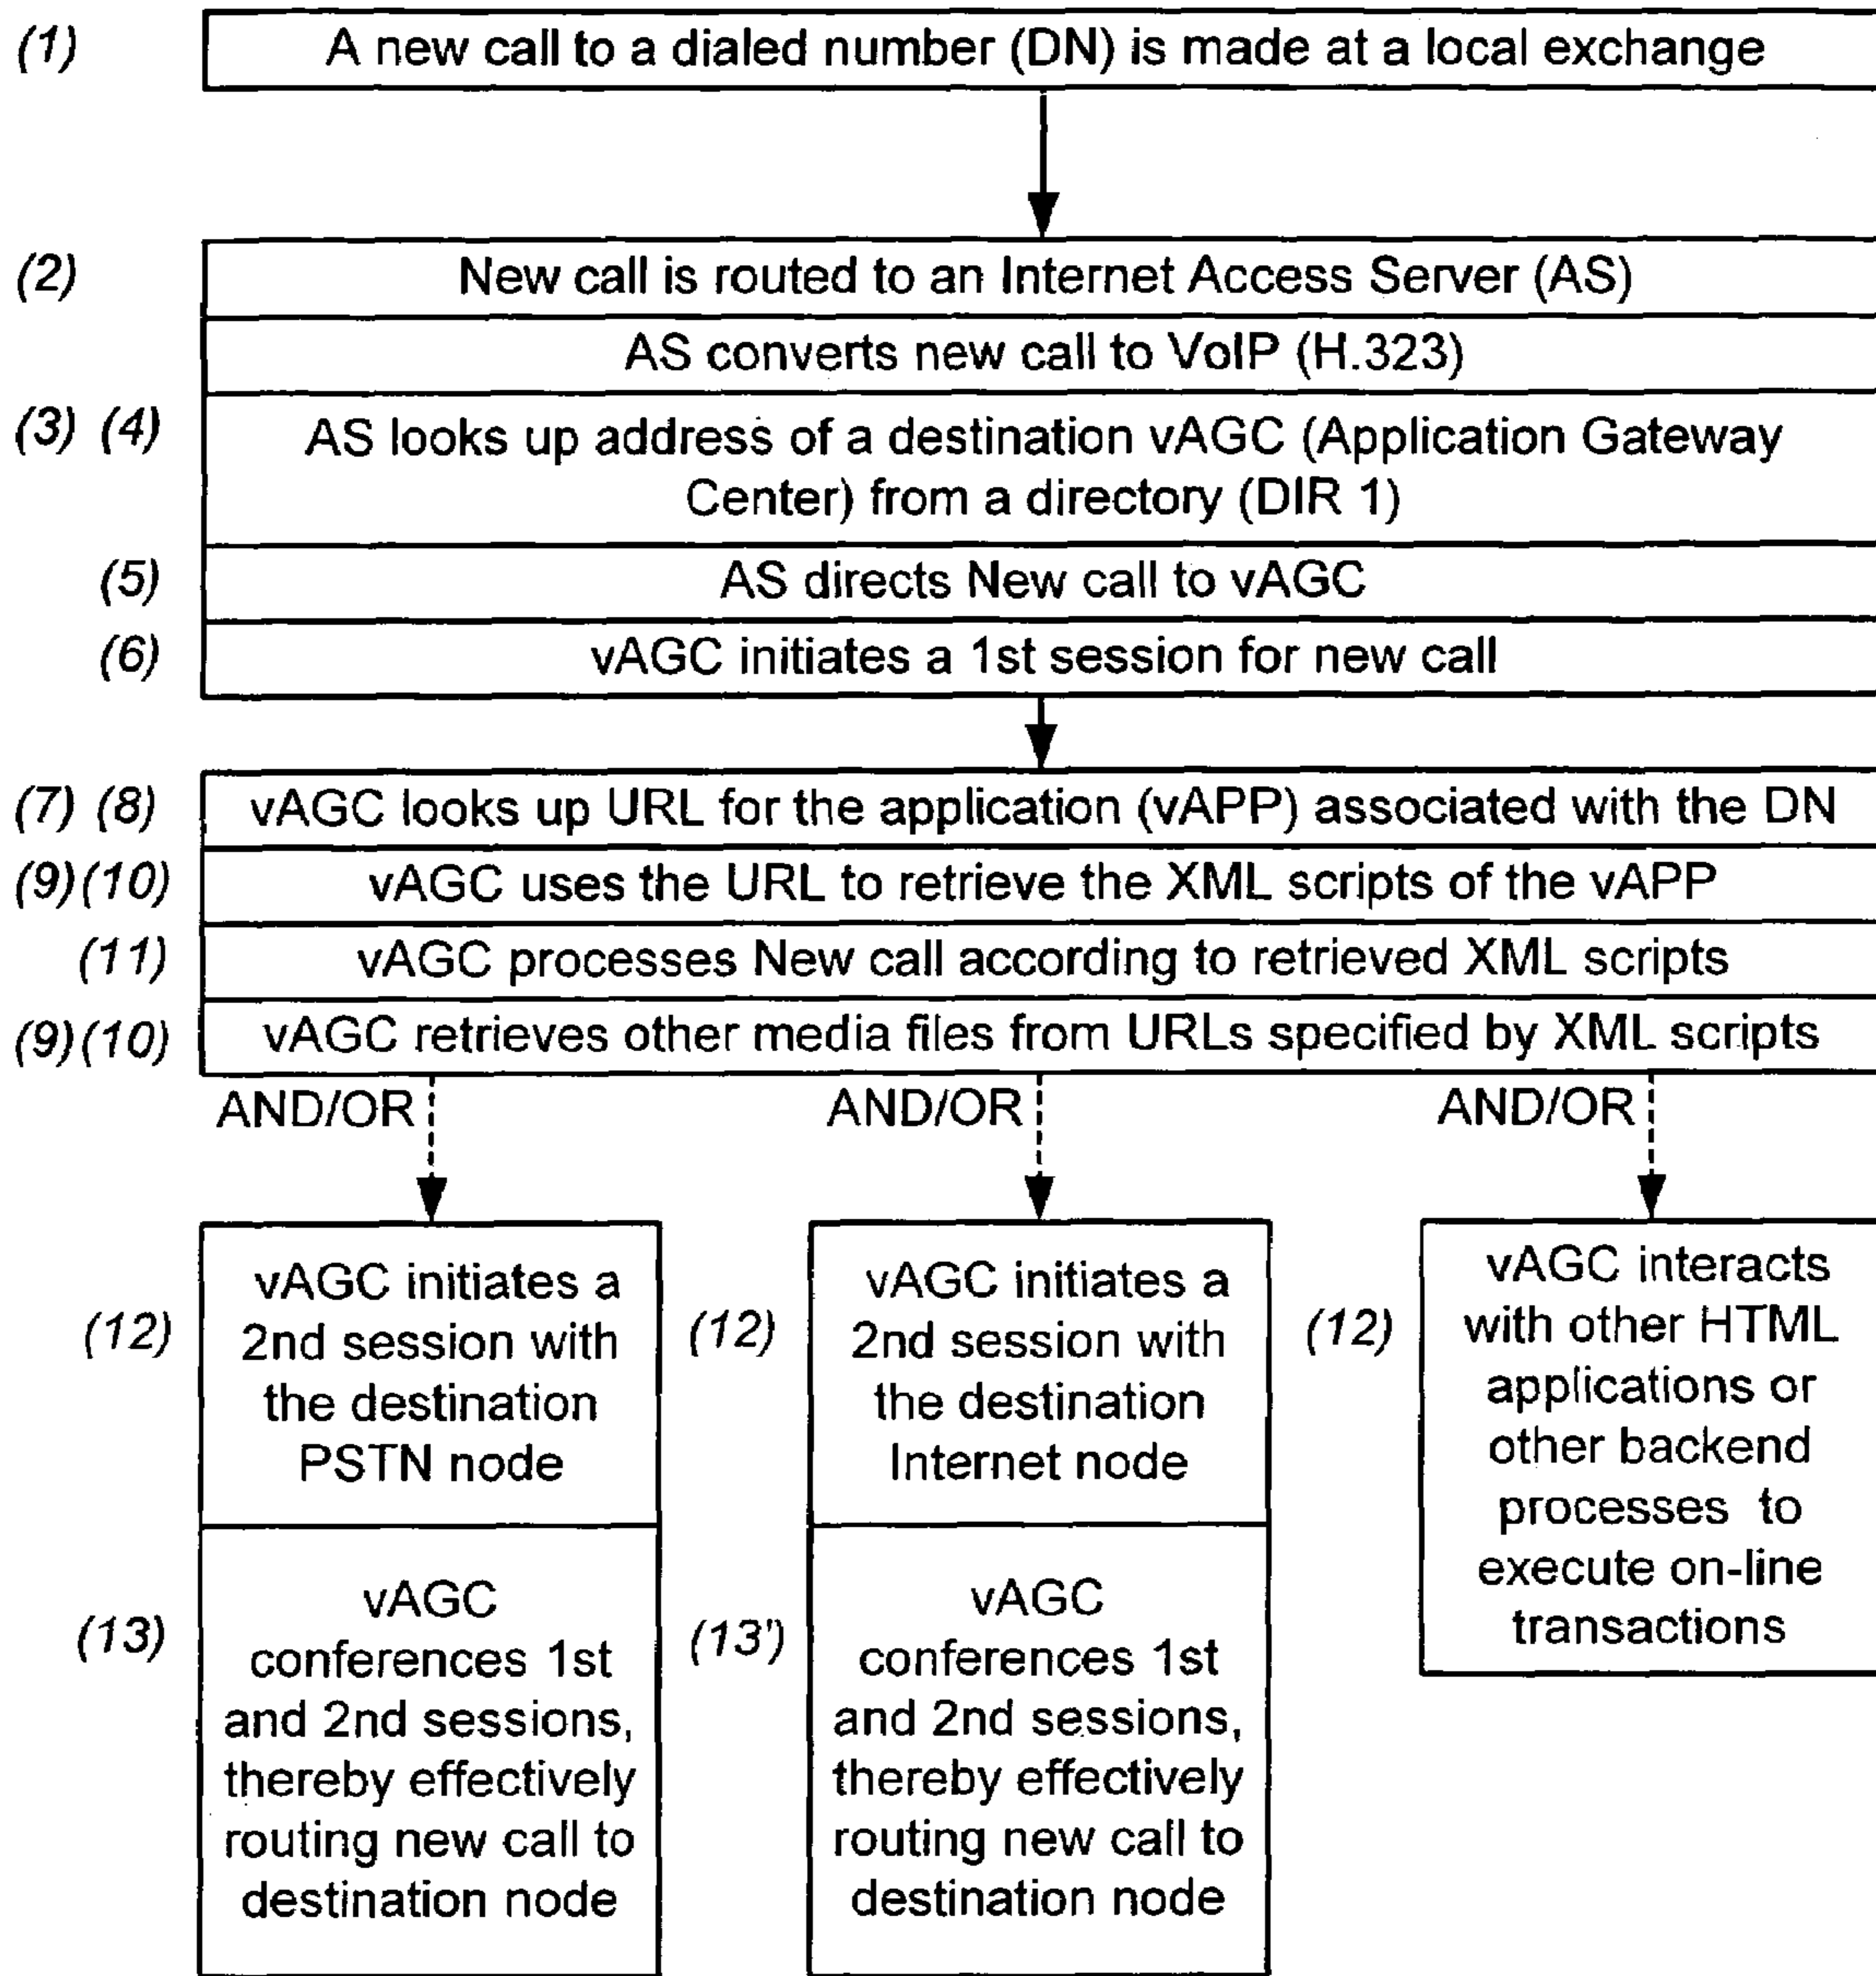 (1) A new call to a dialed number (DN) is made at a local exchange
(2) New call is routed to an Internet Access Server (AS)
AS converts new call to VoIP (H.323)
(3) (4) AS looks up address of a destination vAGC (Application Gateway
Center) from a directory (DIR 1)
(5) AS directs New call to vAGC
(6) vAGC initiates a 1st session for new call
(7) (8) vAGC looks up URL for the application (vAPP) associated with the DN
(9)(10) vAGC uses the URL to retrieve the XML scripts of the vAPP
(11) vAGC processes New call according to retrieved XML scripts
(9)(10) vAGC retrieves other media files from URLs specified by XML scripts
AND/OR AND/OR AND/OR
(12)
vAGC initiates a
2nd session with
the destination
PSTN node
(13)
vAGC
conferences 1st
and 2nd sessions,
thereby effectively
routing new call to
destination node
(12)
vAGC initiates a
2nd session with
the destination
Internet node
(13')
vAGC
conferences 1st
and 2nd sessions,
thereby effectively
routing new call to
destination node
(12)
vAGC interacts
with other HTML
applications or
other backend
processes to
execute on-line
transactions